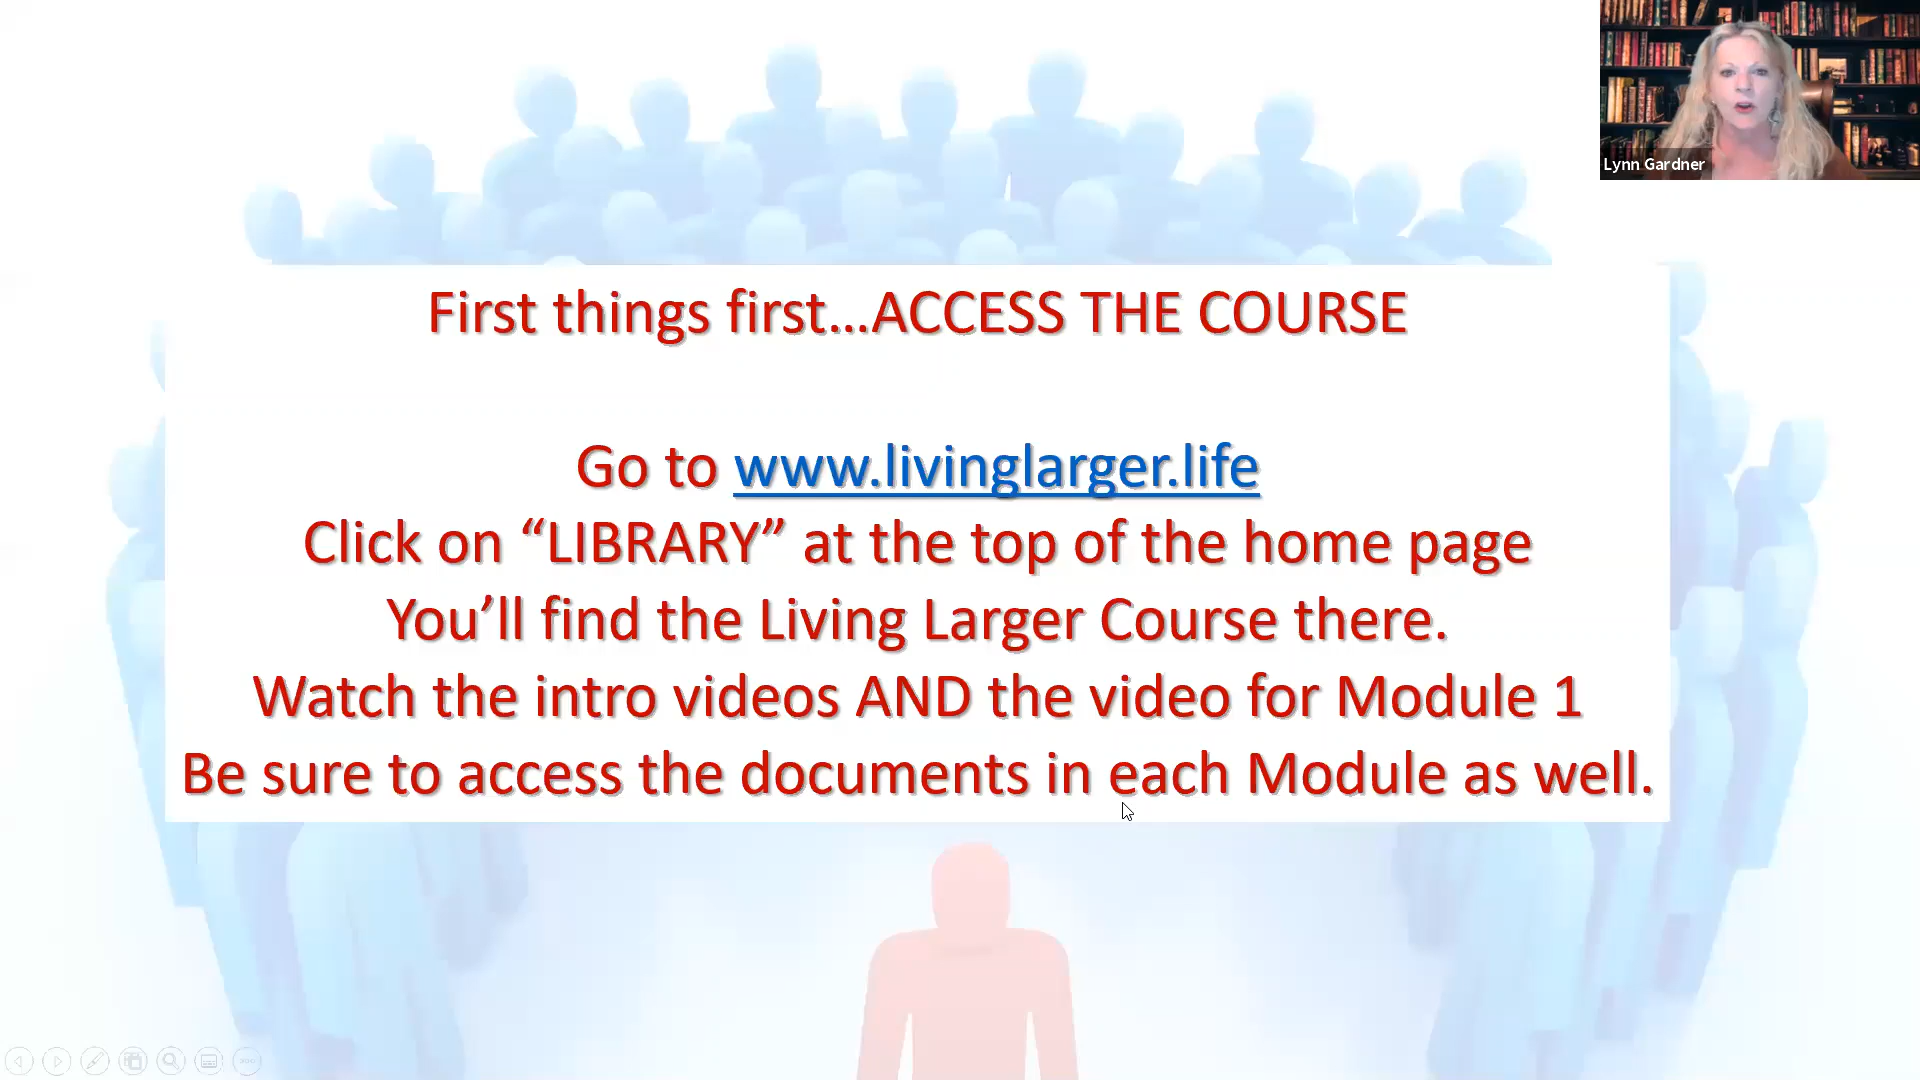 Lynn Gardner
First things first...ACCESS THE COURSE
Go to www.livinglarger.life
Click on “LIBRARY” at the top of the home page
You’ll find the Living Larger Course there.
Watch the intro videos AND the video for Module 1
Be sure to access the documents in each Module as well.